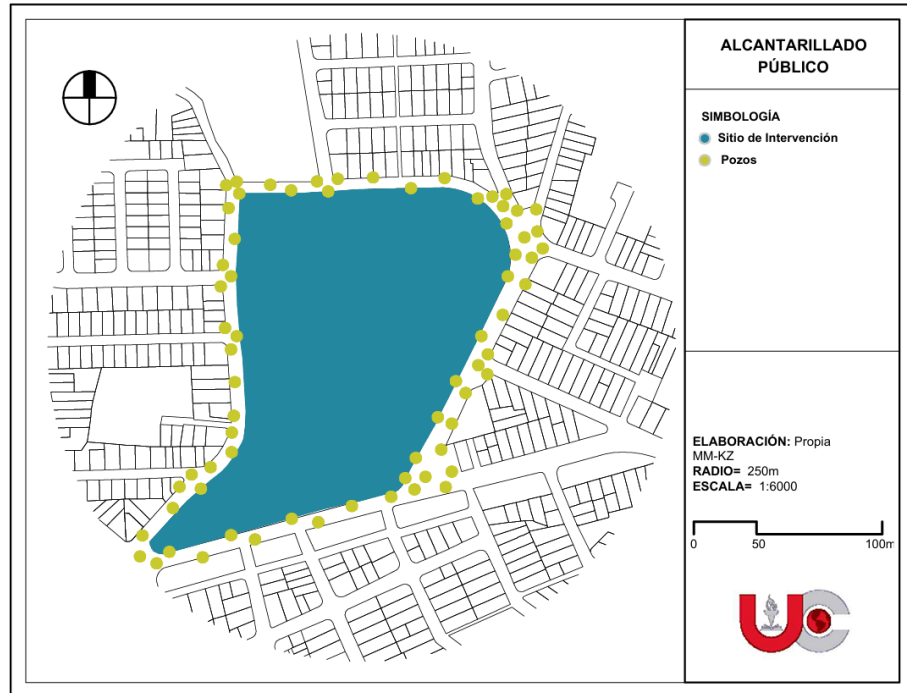 ALCANTARILLADO
PÚBLICO
SIMBOLOGÍA
Sitio de Intervención
Pozos
ELABORACIÓN: Propia
MM-KZ
RADIO= 250m
ESCALA= 1:6000
0 50 100m
UC